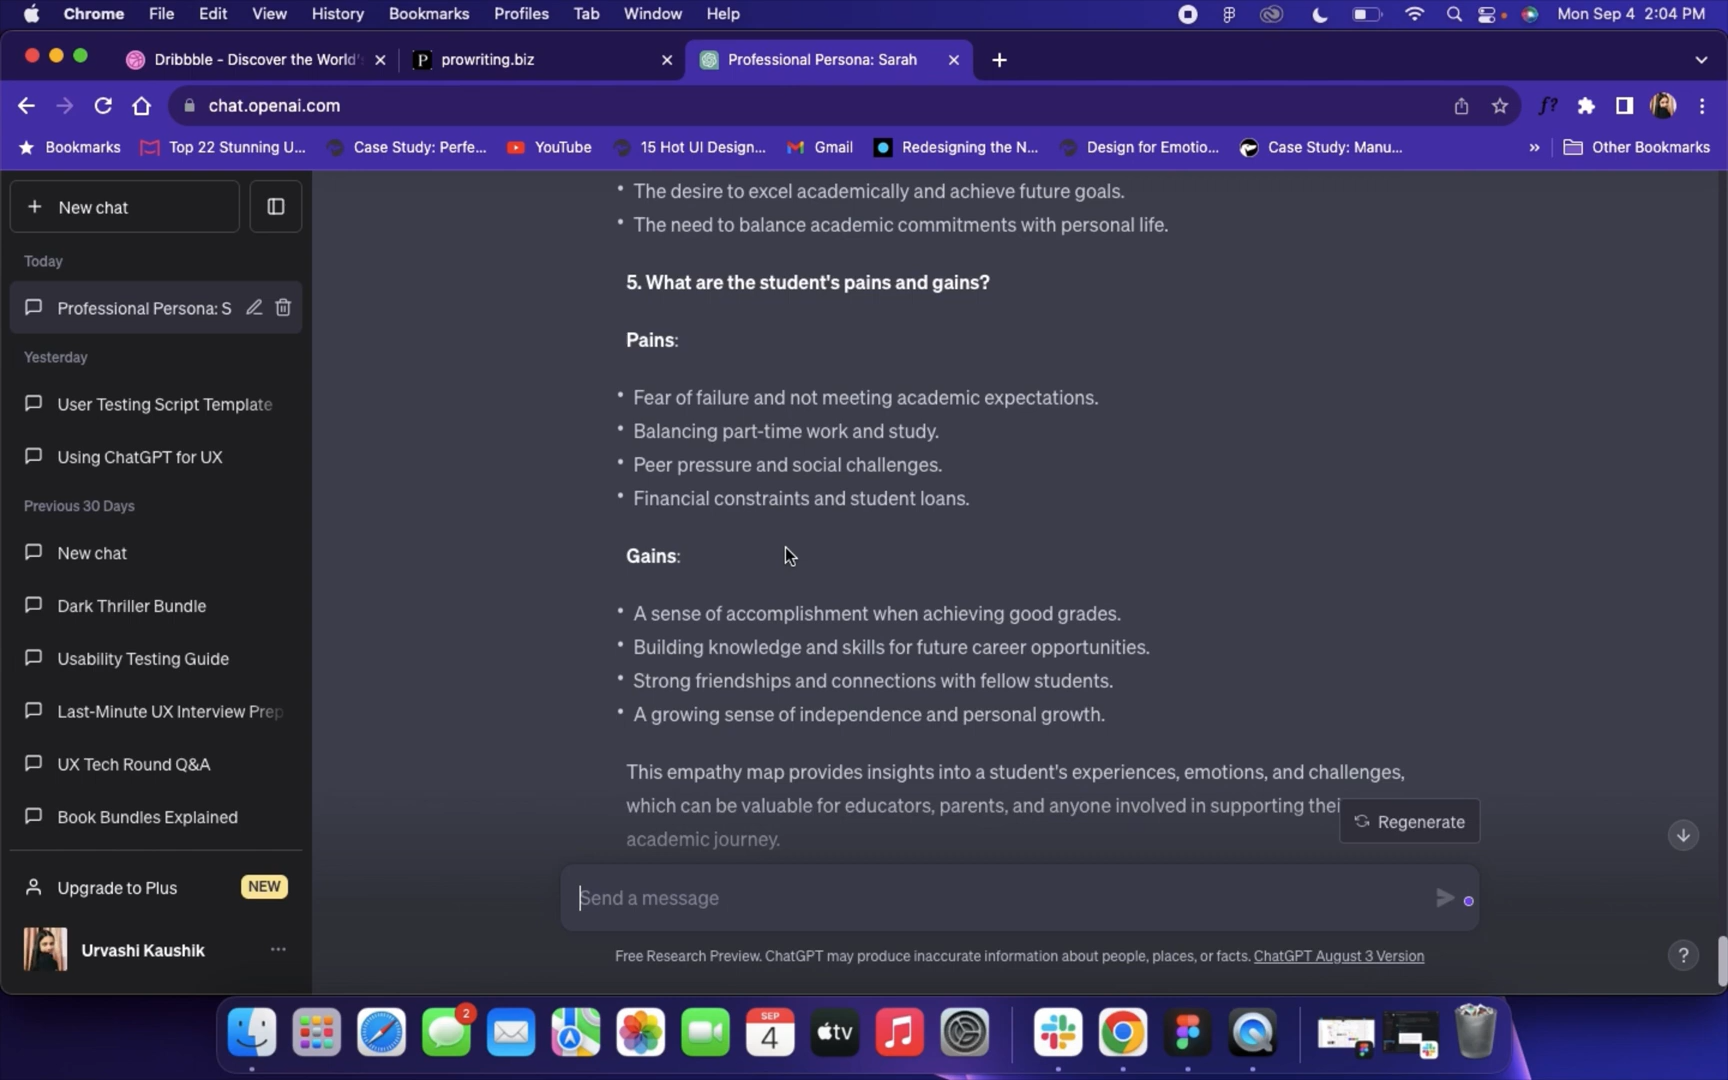 Chrome File Edit View History Bookmarks Profiles Tab Window Help Mon Sep 4 2:04 PM
Dribbble - Discover the World' prowriting.biz Professional Persona: Sarah
chat.openai.com
Bookmarks Top 22 Stunning U... Case Study: Perfe... YouTube 15 Hot UI Design... Gmail Redesigning the N... Design for Emotio... Case Study: Manu... » Other Bookmarks
+ New chat
Today
Professional Persona: S
Yesterday
User Testing Script Template
Using ChatGPT for UX
Previous 30 Days
New chat
Dark Thriller Bundle
Usability Testing Guide
Last-Minute UX Interview Prep
UX Tech Round Q&A
Book Bundles Explained
Upgrade to Plus NEW
Urvashi Kaushik
• The desire to excel academically and achieve future goals.
• The need to balance academic commitments with personal life.
5. What are the student's pains and gains?
Pains:
• Fear of failure and not meeting academic expectations.
• Balancing part-time work and study.
• Peer pressure and social challenges.
• Financial constraints and student loans.
Gains:
• A sense of accomplishment when achieving good grades.
• Building knowledge and skills for future career opportunities.
• Strong friendships and connections with fellow students.
• A growing sense of independence and personal growth.
This empathy map provides insights into a student's experiences, emotions, and challenges,
which can be valuable for educators, parents, and anyone involved in supporting thei
academic journey.
Regenerate
Send a message
Free Research Preview. ChatGPT may produce inaccurate information about people, places, or facts. ChatGPT August 3 Version
?
2
SEP
4
tv